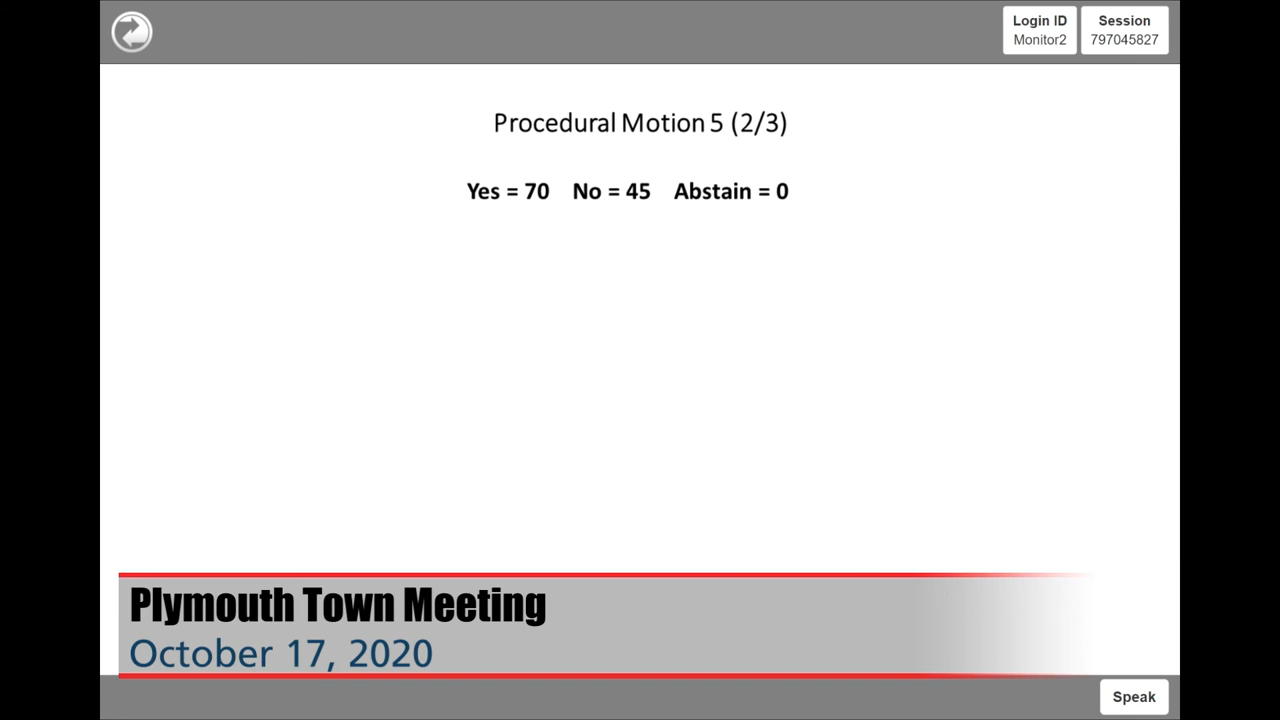 Login ID
Monitor2
Session
797045827
Procedural Motion 5 (2/3)
Yes = 70 No = 45 Abstain = 0
Plymouth Town Meeting
October 17, 2020
Speak